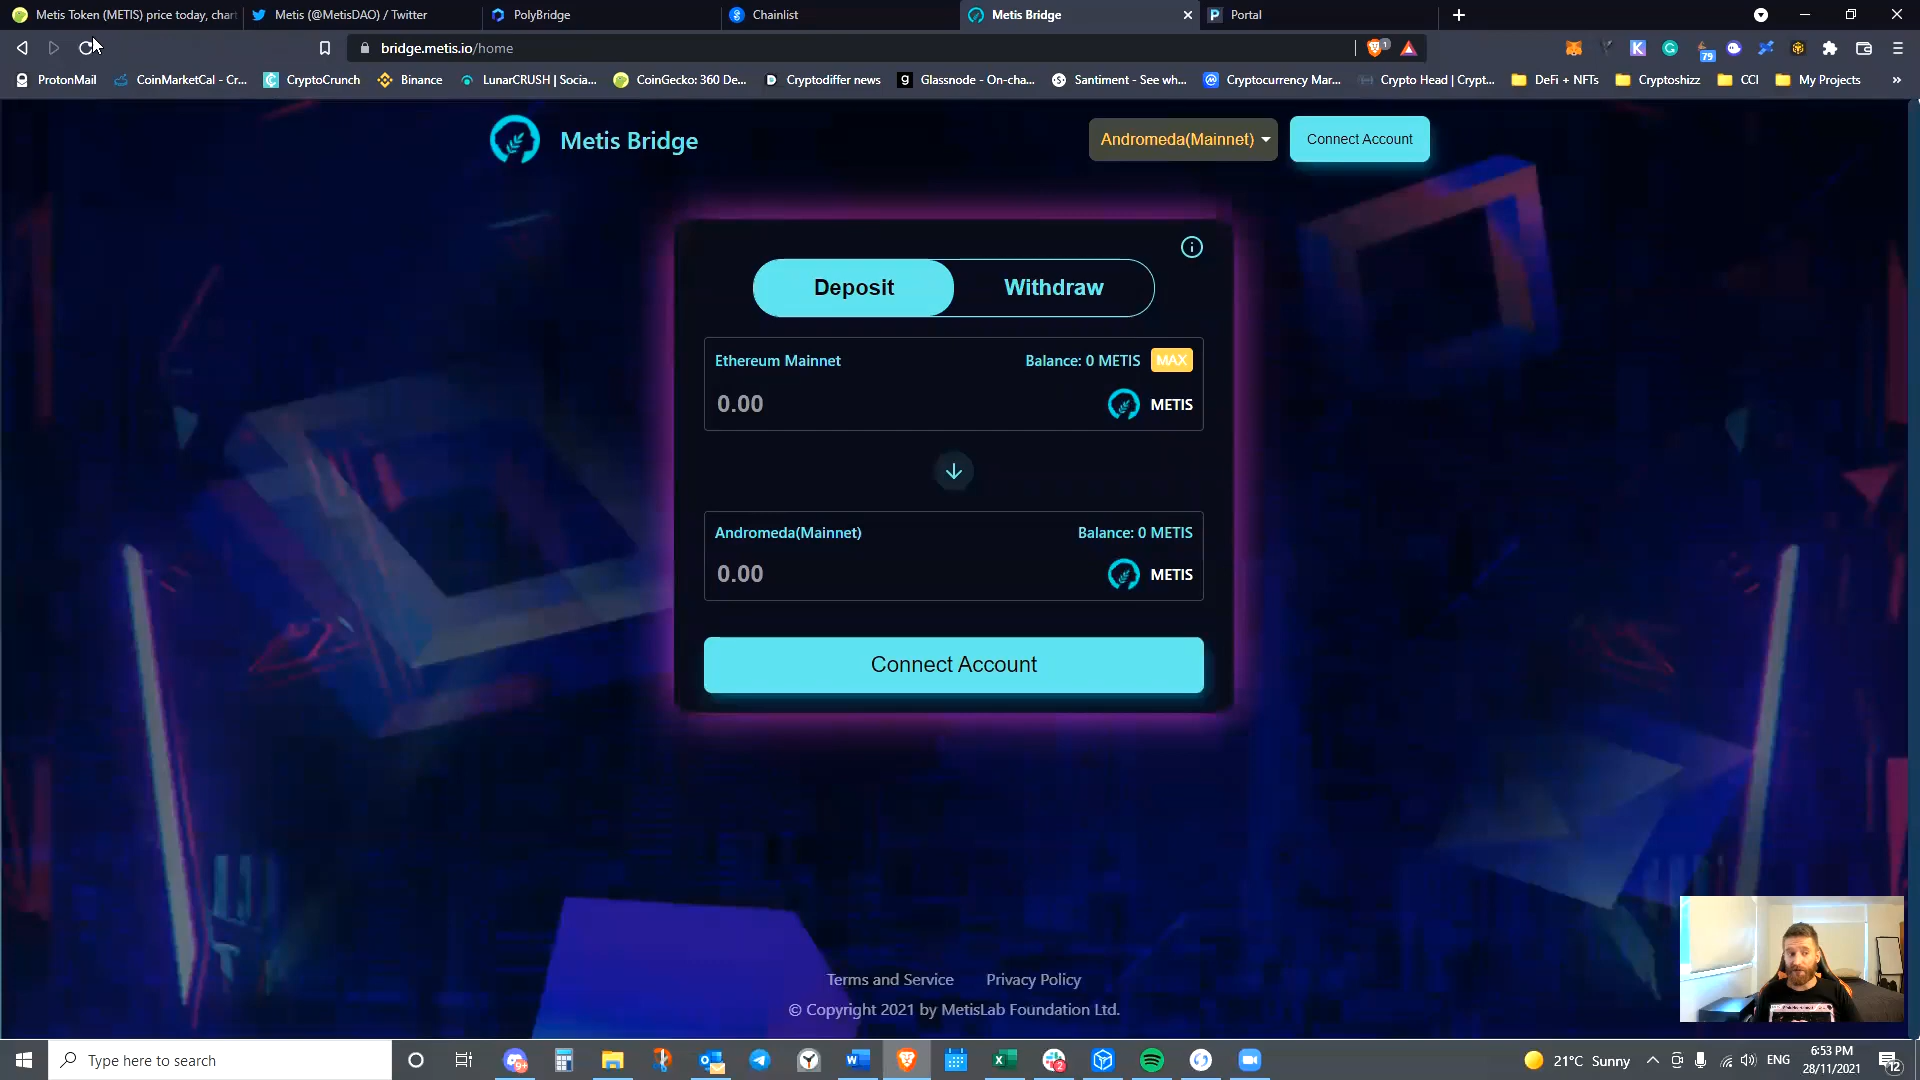 Metis Token (METIS) price today, chart
Metis (@MetisDAO) / Twitter
PolyBridge
Chainlist
Metis Bridge
Portal
bridge.metis.io/home
1
79
ProtonMail
CoinMarketCal - Cr...
CryptoCrunch
Binance
LunarCRUSH | Socia...
CoinGecko: 360 De...
Cryptodiffer news
Glassnode - On-cha...
Santiment - See wh...
Cryptocurrency Mar...
Crypto Head | Crypt...
DeFi + NFTs
Cryptoshizz
CCI
My Projects
Metis Bridge
Andromeda(Mainnet)
Connect Account
Deposit
Withdraw
Ethereum Mainnet
Balance: 0 METIS MAX
0.00
METIS
Andromeda(Mainnet)
Balance: 0 METIS
0.00
METIS
Connect Account
Terms and Service
Privacy Policy
© Copyright 2021 by MetisLab Foundation Ltd.
Type here to search
21°C Sunny
ENG
6:53 PM
28/11/2021
12